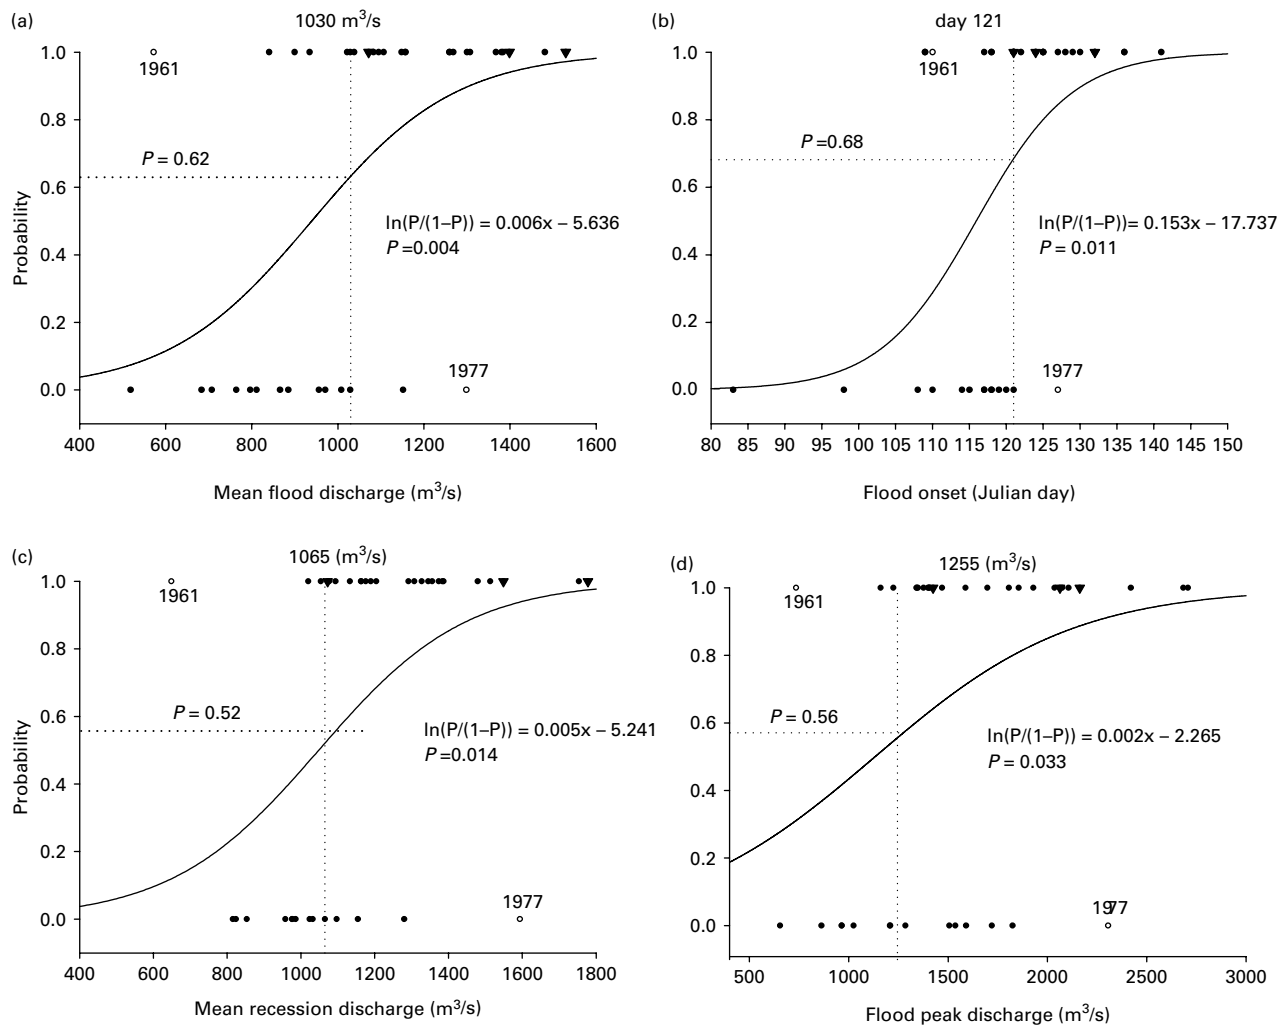 (a)
1030 m³/s
1.0
0.8
0.6
0.4
0.2
0.0
Probability
1961
P = 0.62
ln(P/(1–P)) = 0.006x – 5.636
P =0.004
1977
400 600 800 1000 1200 1400 1600
Mean flood discharge (m³/s)
(b)
day 121
1.0
0.8
0.6
0.4
0.2
0.0
1961
P =0.68
ln(P/(1–P))= 0.153x – 17.737
P = 0.011
1977
80 85 90 95 100 105 110 115 120 125 130 135 140 145 150
Flood onset (Julian day)
(c)
1065 (m³/s)
1.0
0.8
0.6
0.4
0.2
0.0
Probability
1961
P = 0.52
ln(P/(1–P)) = 0.005x – 5.241
P =0.014
1977
400 600 800 1000 1200 1400 1600 1800
Mean recession discharge (m³/s)
(d)
1255 (m³/s)
1.0
0.8
0.6
0.4
0.2
0.0
1961
P = 0.56
ln(P/(1–P)) = 0.002x – 2.265
P = 0.033
1977
500 1000 1500 2000 2500 3000
Flood peak discharge (m³/s)